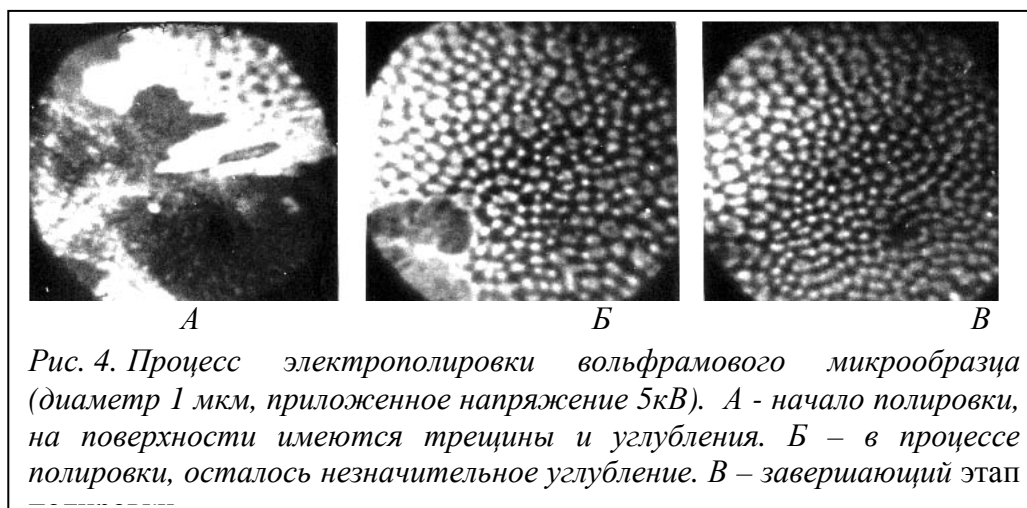 А Б В
Рис. 4. Процесс электрополировки вольфрамового микрообразца
(диаметр 1 мкм, приложенное напряжение 5кВ). А - начало полировки,
на поверхности имеются трещины и углубления. Б – в процессе
полировки, осталось незначительное углубление. В – завершающий этап